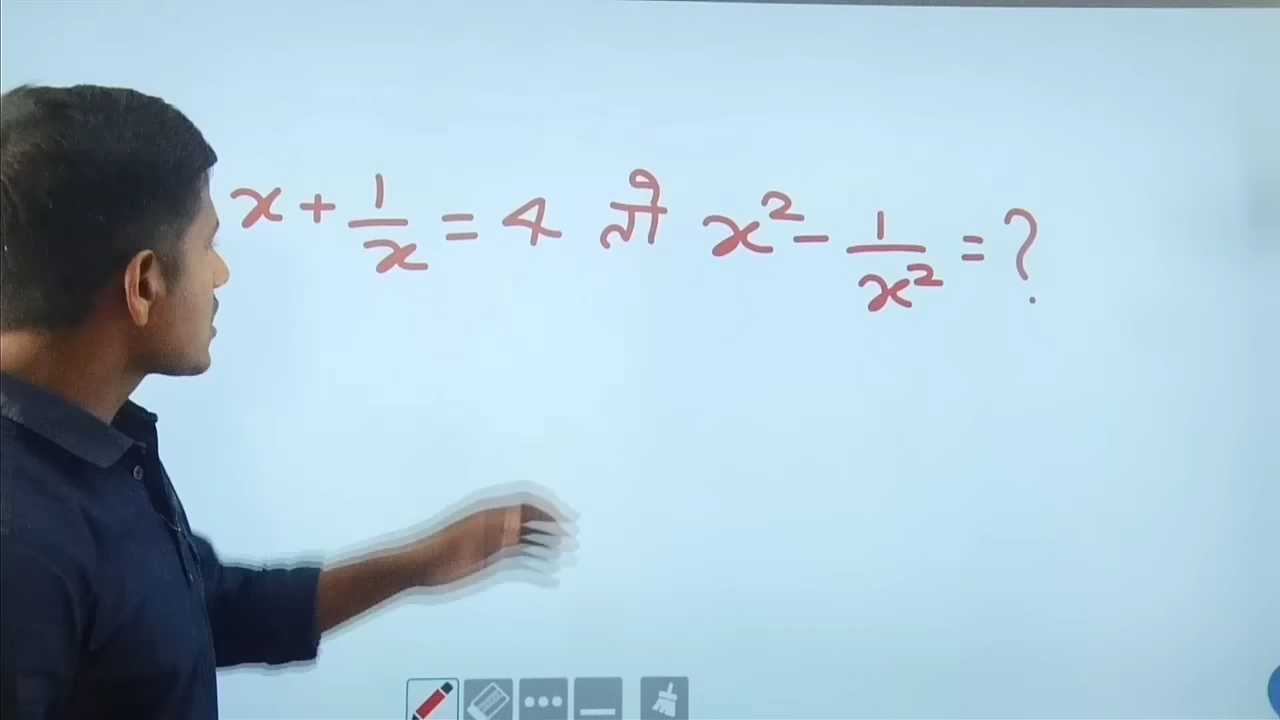 x + 1/x = 4 तो x² - 1/x² = ?